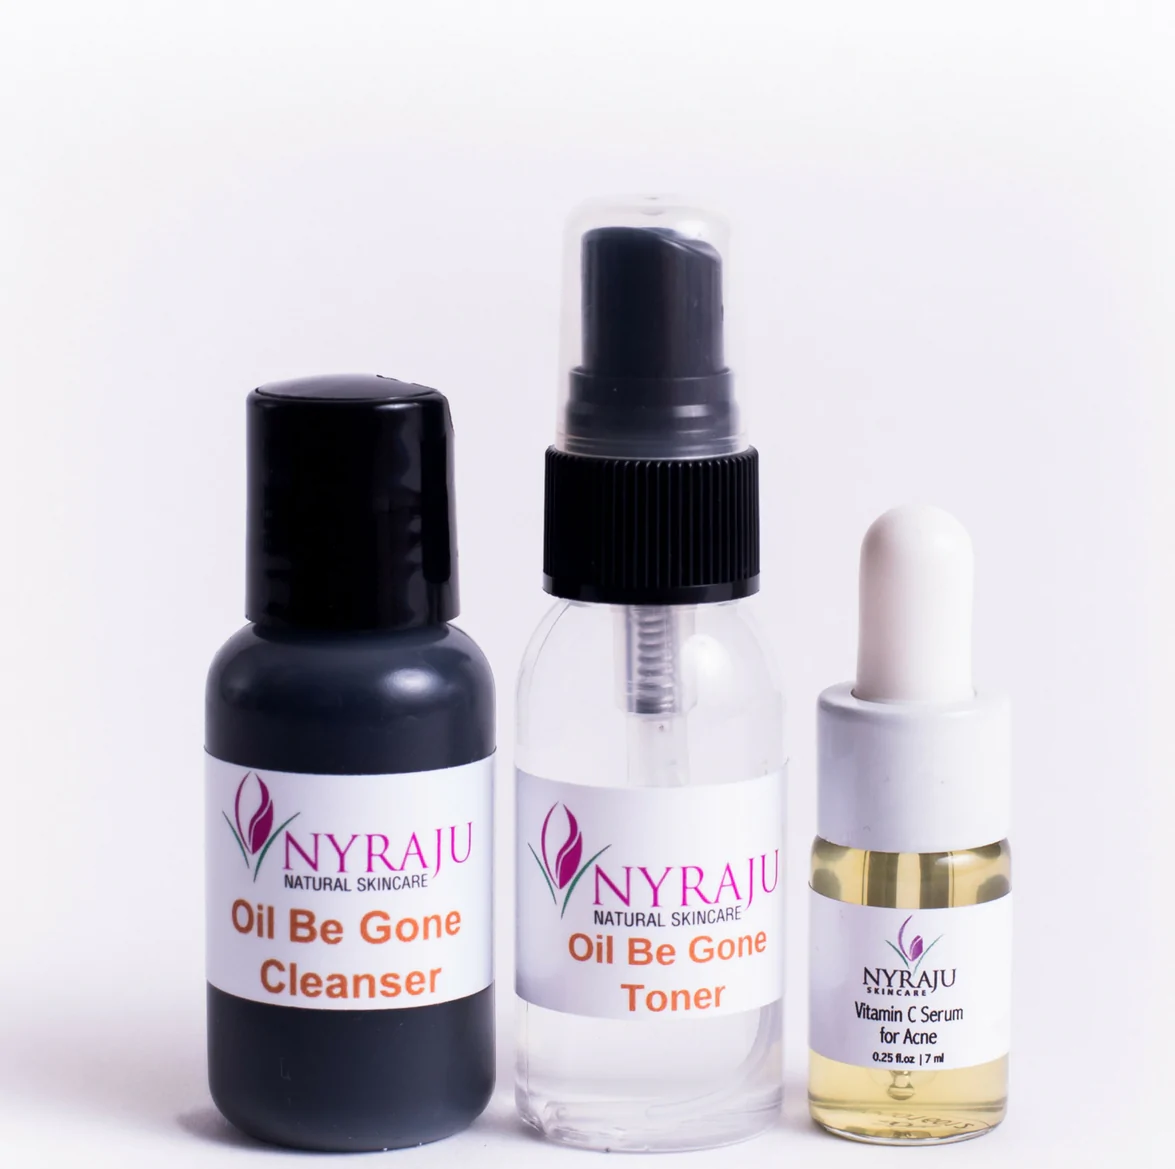 NYRAJU
NATURAL SKINCARE
Oil Be Gone
Cleanser
NYRAJU
NATURAL SKINCARE
Oil Be Gone
Toner
NYRAJU
SKINCARE
Vitamin C Serum
for Acne
0.25 fl.oz | 7 ml